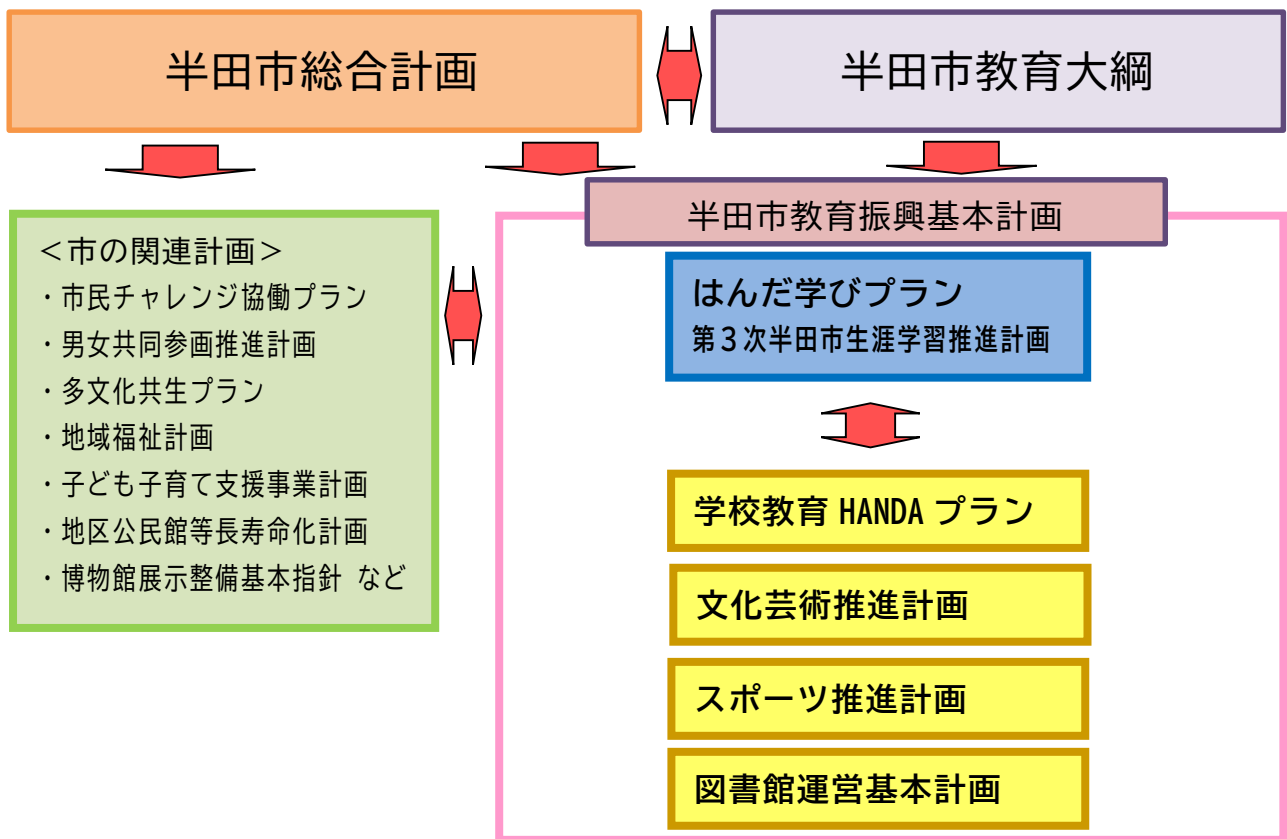 半田市総合計画
半田市教育大綱
半田市教育振興基本計画
＜市の関連計画＞
・市民チャレンジ協働プラン
・男女共同参画推進計画
・多文化共生プラン
・地域福祉計画
・子ども子育て支援事業計画
・地区公民館等長寿命化計画
・博物館展示整備基本指針 など
はんだ学びプラン
第３次半田市生涯学習推進計画
学校教育 HANDA プラン
文化芸術推進計画
スポーツ推進計画
図書館運営基本計画